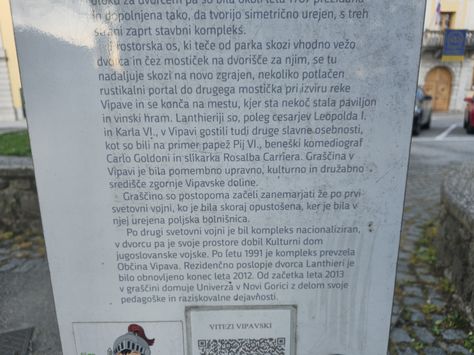 otoku za dvorcem pa so bila okoli leta 1787 prezidana
in dopolnjena tako, da tvorijo simetrično urejen, s treh
strani zaprt stavbni kompleks.
Prostorska os, ki teče od parka skozi vhodno vežo
dvorca in čez mostiček na dvorišče za njim, se tu
nadaljuje skozi na novo zgrajen, nekoliko potlačen
rustikalni portal do drugega mostička pri izviru reke
Vipave in se konča na mestu, kjer sta nekoč stala paviljon
in vinski hram. Lanthieriji so, poleg cesarjev Leopolda I.
in Karla VI., v Vipavi gostili tudi druge slavne osebnosti,
kot so bili na primer papež Pij VI., beneški komediograf
Carlo Goldoni in slikarka Rosalba Carriera. Graščina v
Vipavi je bila pomembno upravno, kulturno in družabno
središče zgornje Vipavske doline.
Graščino so postopoma začeli zanemarjati že po prvi
svetovni vojni, ko je bila skoraj opustošena, ker je bila v
njej urejena poljska bolnišnica.
Po drugi svetovni vojni je bil kompleks nacionaliziran,
v dvorcu pa je svoje prostore dobil Kulturni dom
jugoslovanske vojske. Po letu 1991 je kompleks prevzela
Občina Vipava. Rezidenčno poslopje dvorca Lanthieri je
bilo obnovljeno konec leta 2012. Od začetka leta 2013
v graščini domuje Univerza v Novi Gorici z delom svoje
pedagoške in raziskovalne dejavnosti.
VITEZI VIPAVSKI